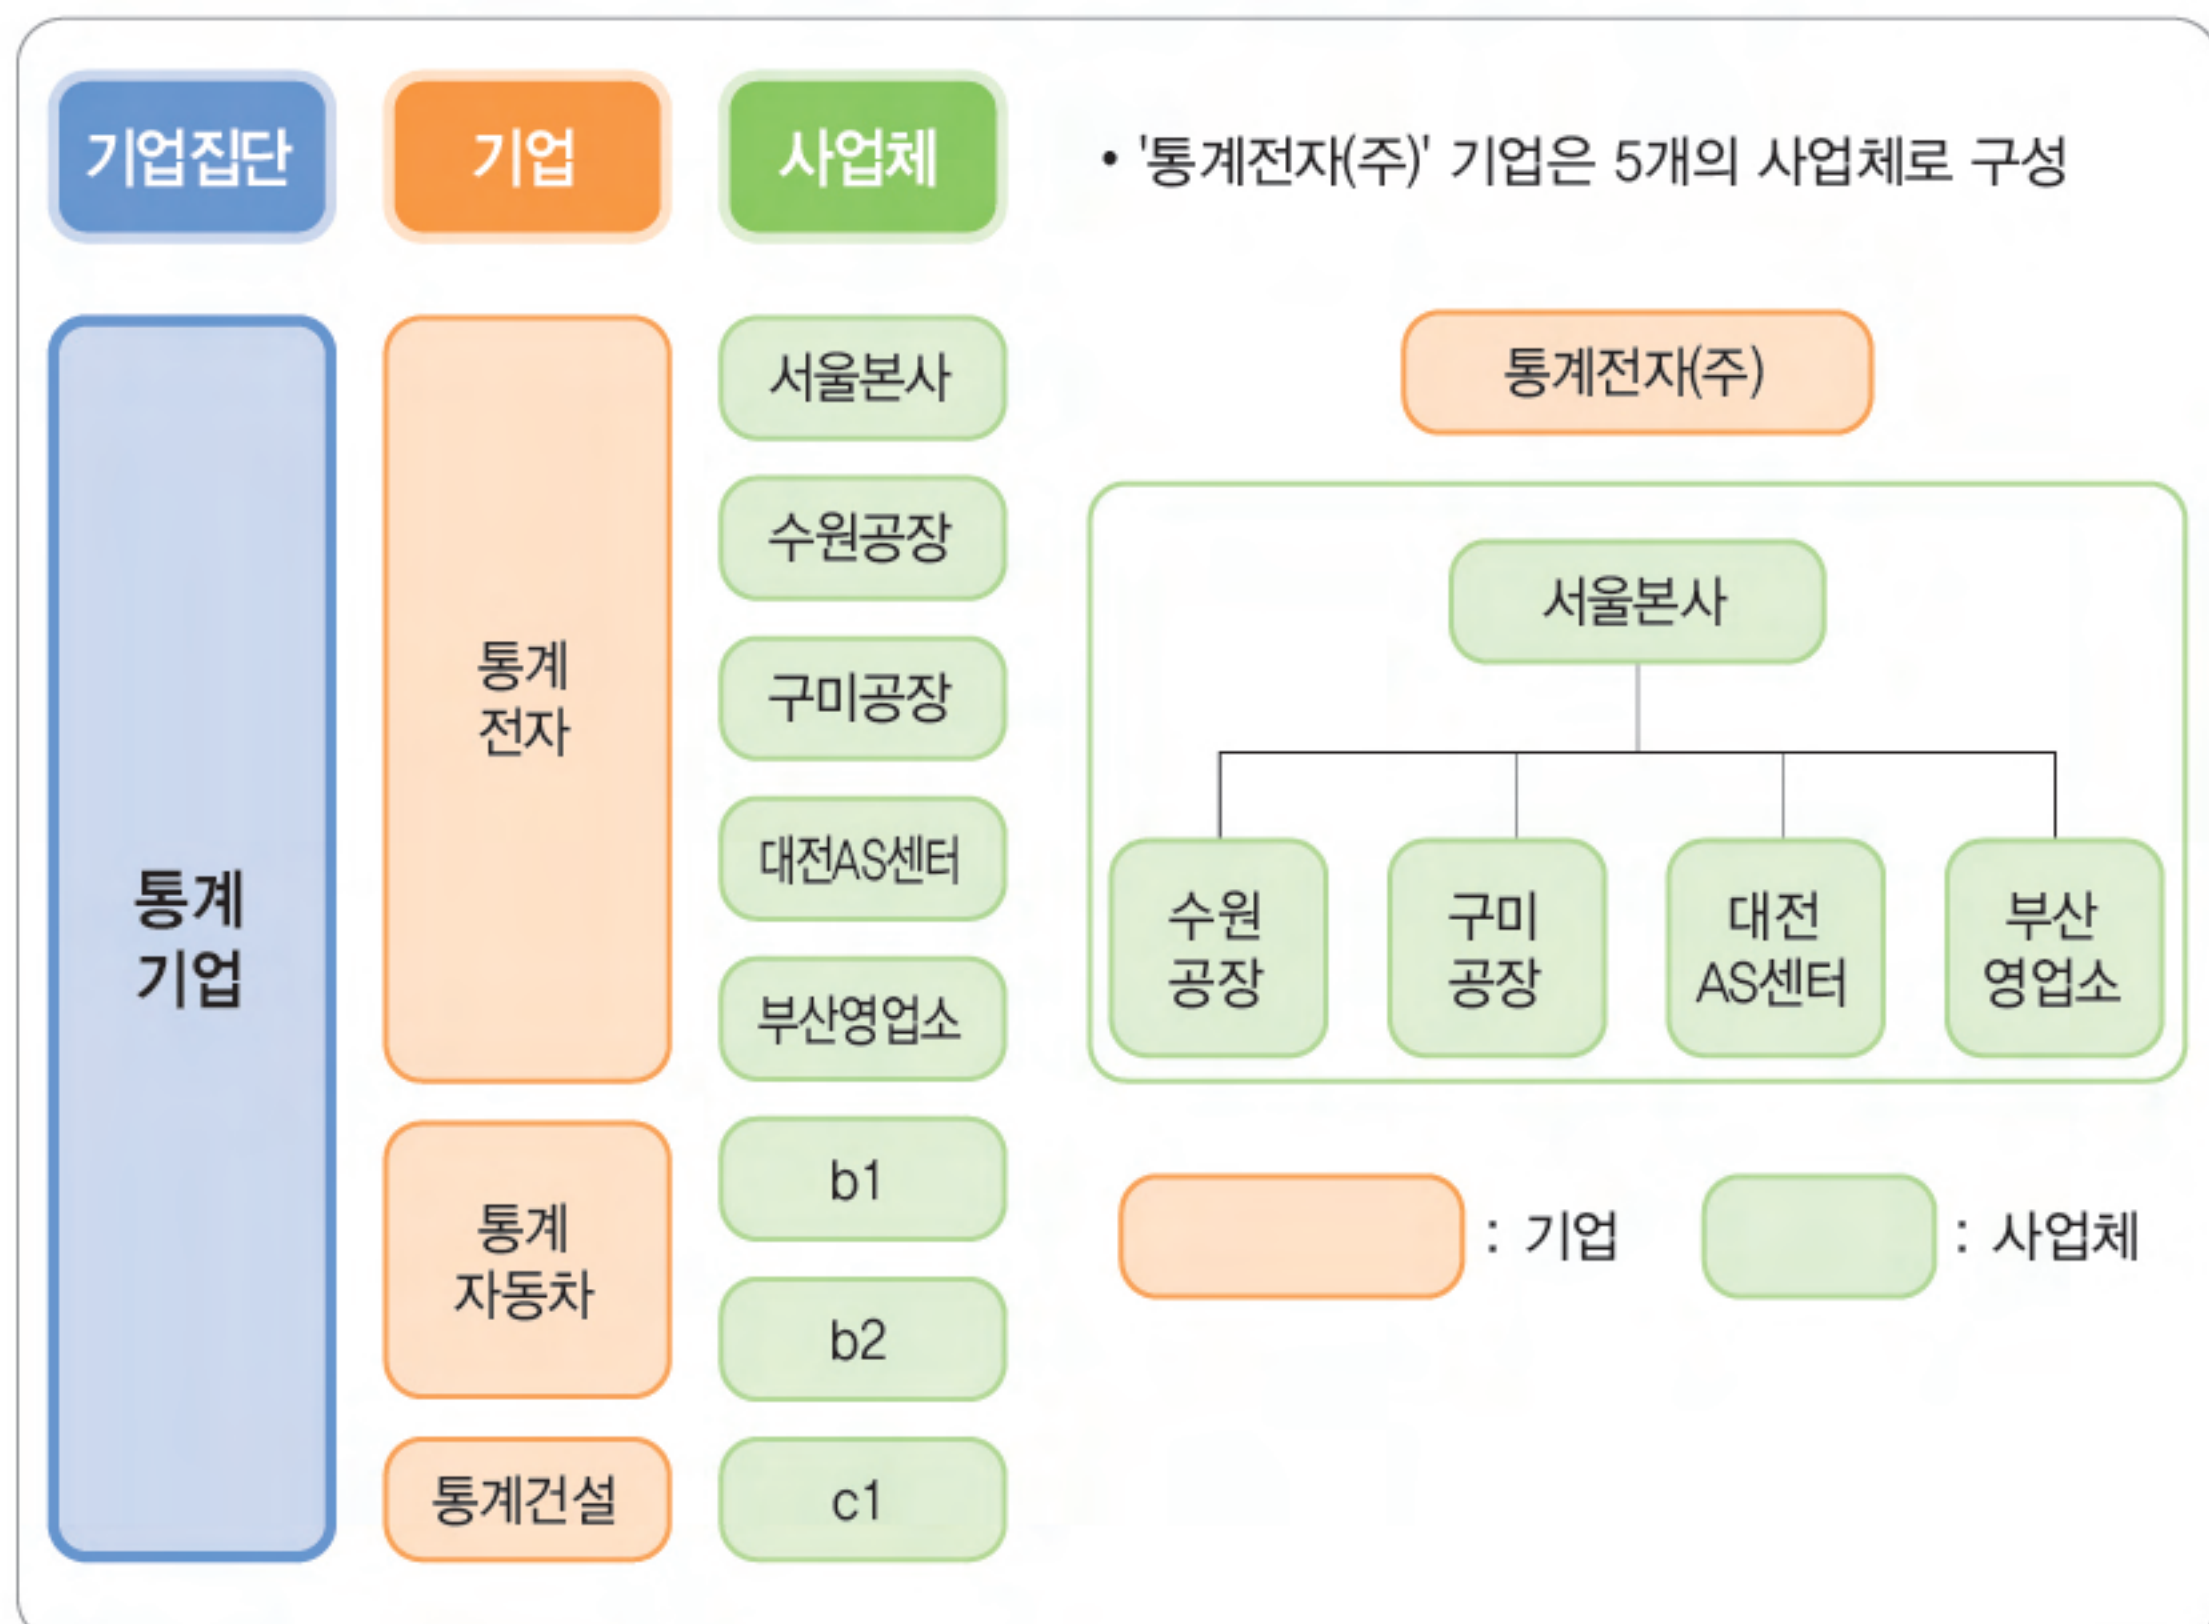 기업집단
기업
사업체
• '통계전자(주)' 기업은 5개의 사업체로 구성
통계
기업
통계
전자
통계
자동차
통계건설
서울본사
수원공장
구미공장
대전AS센터
부산영업소
b1
b2
c1
통계전자(주)
서울본사
수원
공장
구미
공장
대전
AS센터
부산
영업소
: 기업
: 사업체